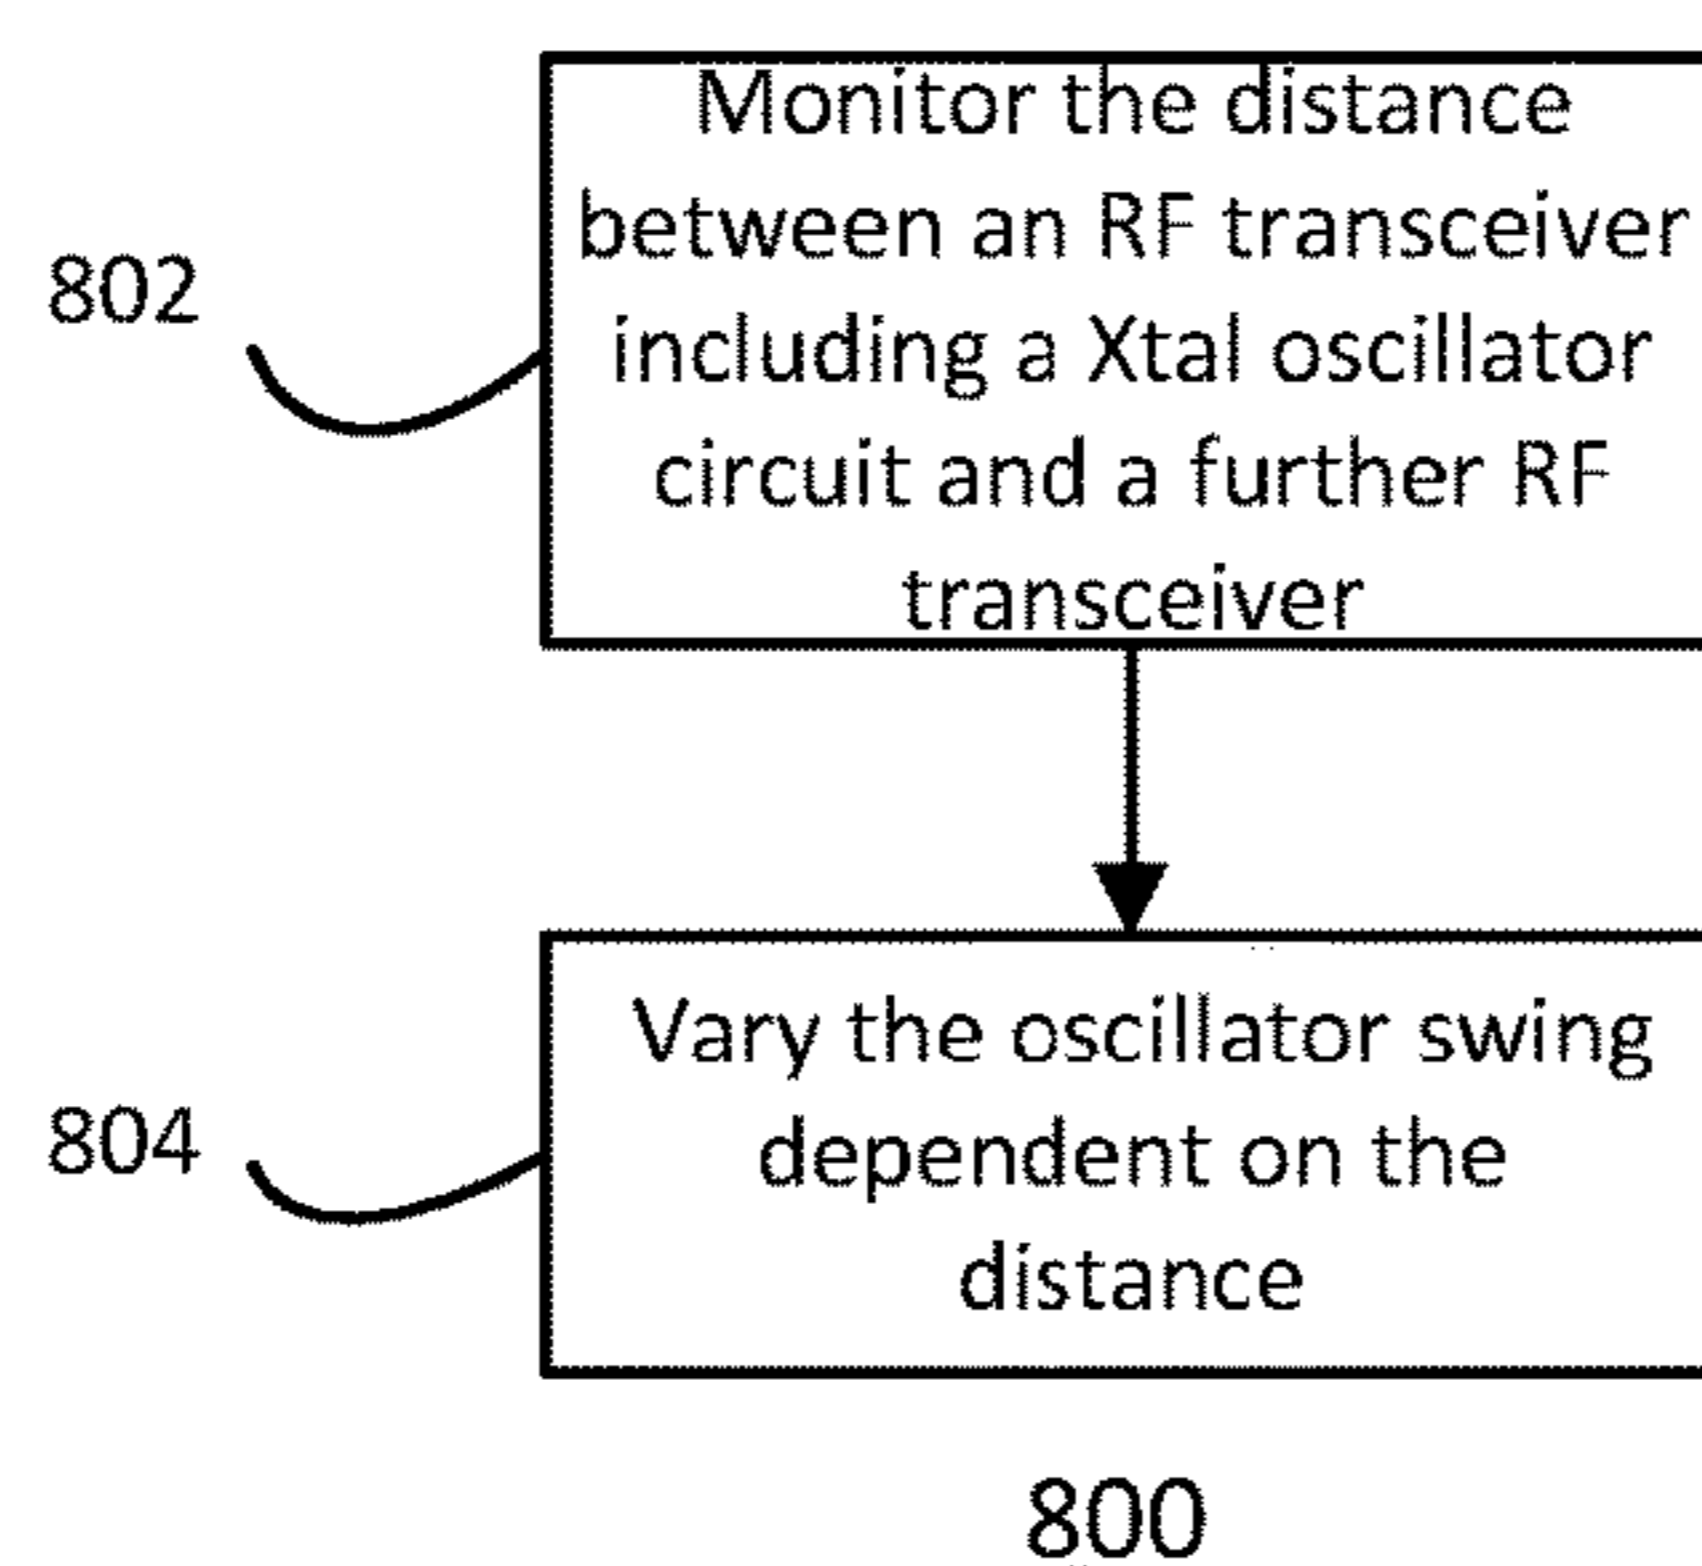 Monitor the distance
between an RF transceiver
802
including a Xtal oscillator
circuit and a further RF
transceiver
Vary the oscillator swing
804
dependent on the
distance
800